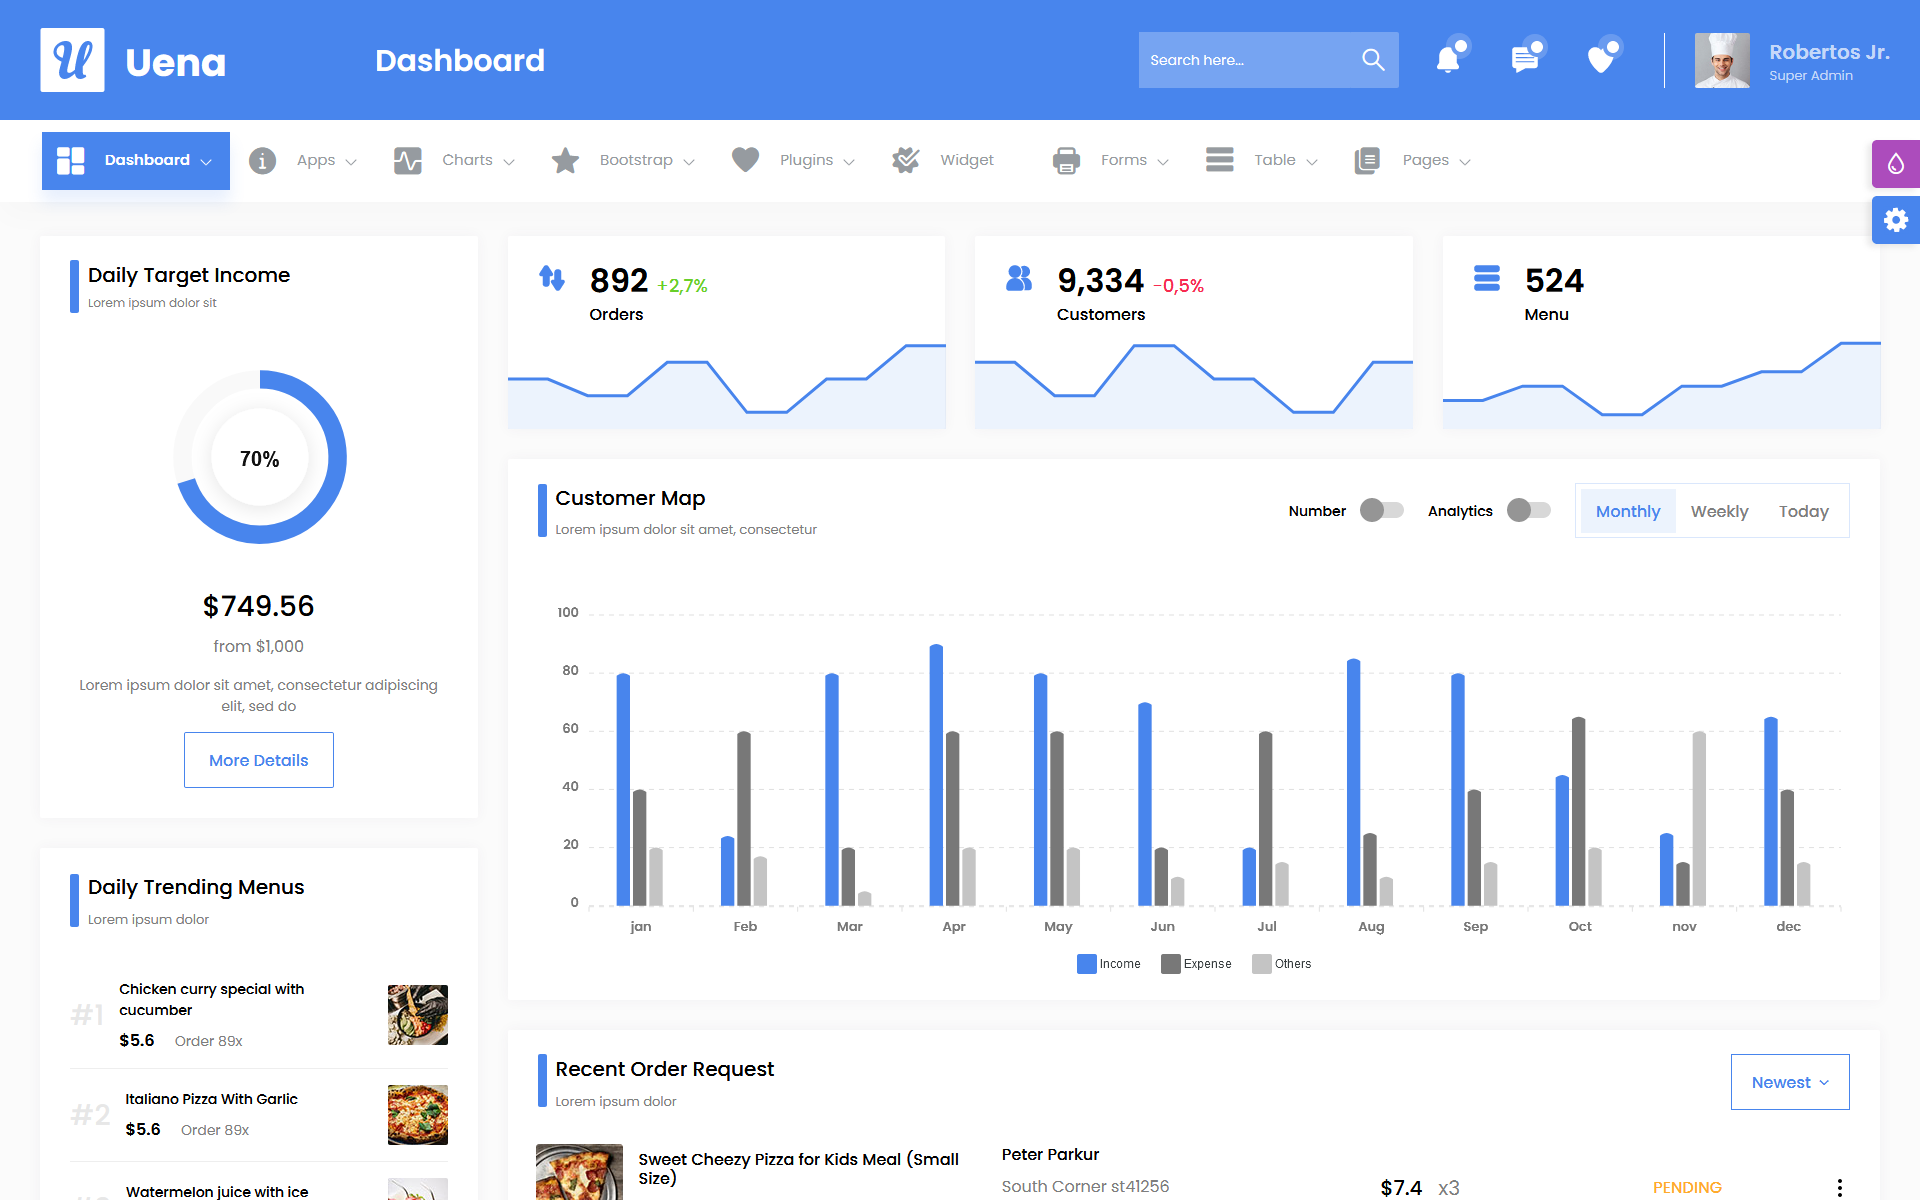 U Uena
Dashboard
Search here...
Robertos Jr.
Super Admin
Dashboard
Apps
Charts
Bootstrap
Plugins
Widget
Forms
Table
Pages
Daily Target Income
Lorem ipsum dolor sit
70%
$749.56
from $1,000
Lorem ipsum dolor sit amet, consectetur adipiscing
elit, sed do
More Details
892 +2,7%
Orders
9,334 -0,5%
Customers
524
Menu
Customer Map
Lorem ipsum dolor sit amet, consectetur
Number
Analytics
Monthly
Weekly
Today
100
80
60
40
20
0
jan Feb Mar Apr May Jun Jul Aug Sep Oct nov dec
Income Expense Others
Daily Trending Menus
Lorem ipsum dolor
#1
Chicken curry special with
cucumber
$5.6 Order 89x
#2
Italiano Pizza With Garlic
$5.6 Order 89x
#3
Watermelon juice with ice
Recent Order Request
Lorem ipsum dolor
Newest
Sweet Cheezy Pizza for Kids Meal (Small
Size)
Peter Parkur
South Corner st41256
$7.4 x3
PENDING